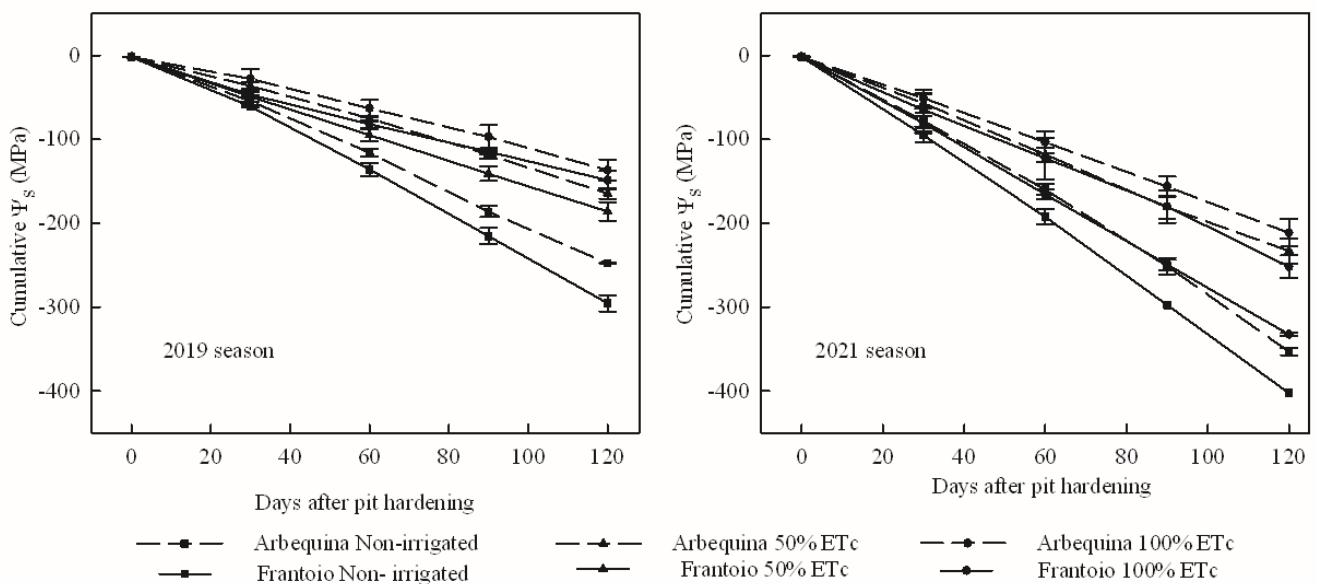 0
-100
-200
-300
-400
Cumulative Ψs (MPa)
2019 season
0 20 40 60 80 100 120
Days after pit hardening
0
-100
-200
-300
-400
Cumulative Ψs (MPa)
2021 season
0 20 40 60 80 100 120
Days after pit hardening
Arbequina Non-irrigated
Arbequina 50% ETc
Arbequina 100% ETc
Frantoio Non- irrigated
Frantoio 50% ETc
Frantoio 100% ETc